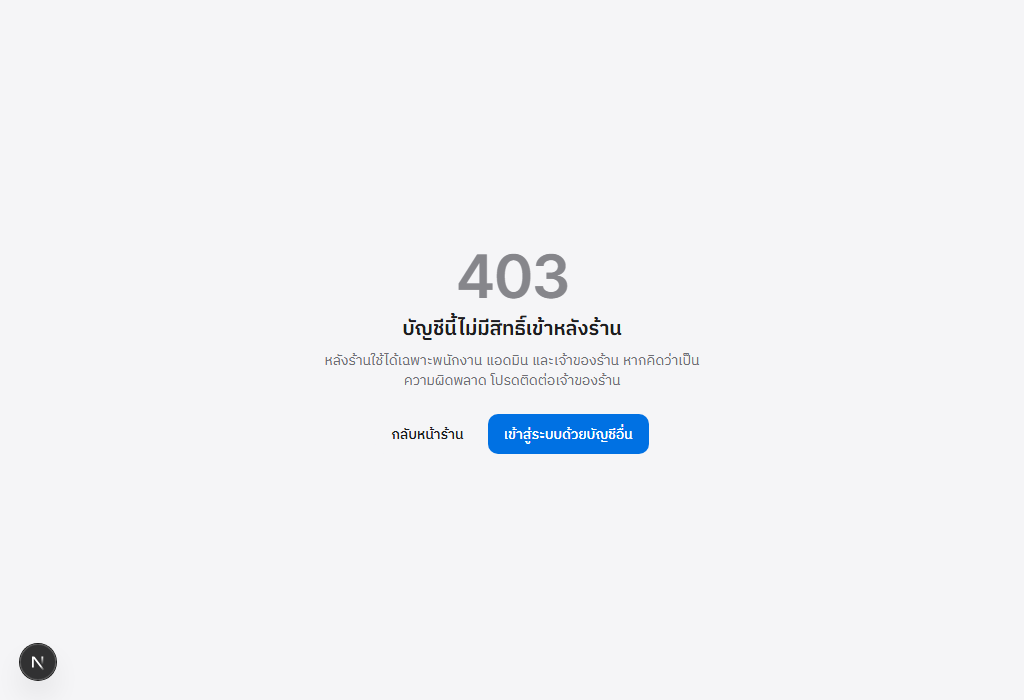 403
บัญชีนี้ไม่มีสิทธิ์เข้าหลังร้าน
หลังร้านใช้ได้เฉพาะพนักงาน แอดมิน และเจ้าของร้าน หากคิดว่าเป็น
ความผิดพลาด โปรดติดต่อเจ้าของร้าน
กลับหน้าร้าน
เข้าสู่ระบบด้วยบัญชีอื่น
N